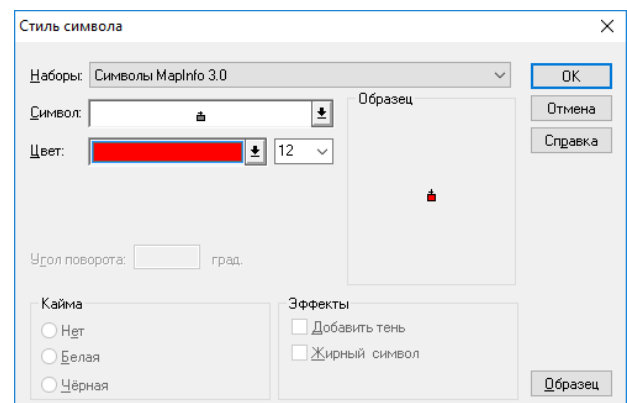 Стиль символа
Наборы: Символы MapInfo 3.0
OK
Символ:
Образец
Отмена
Цвет:
12
Справка
Угол поворота:
град.
Кайма
Нет
Белая
Чёрная
Эффекты
Добавить тень
Жирный символ
Образец